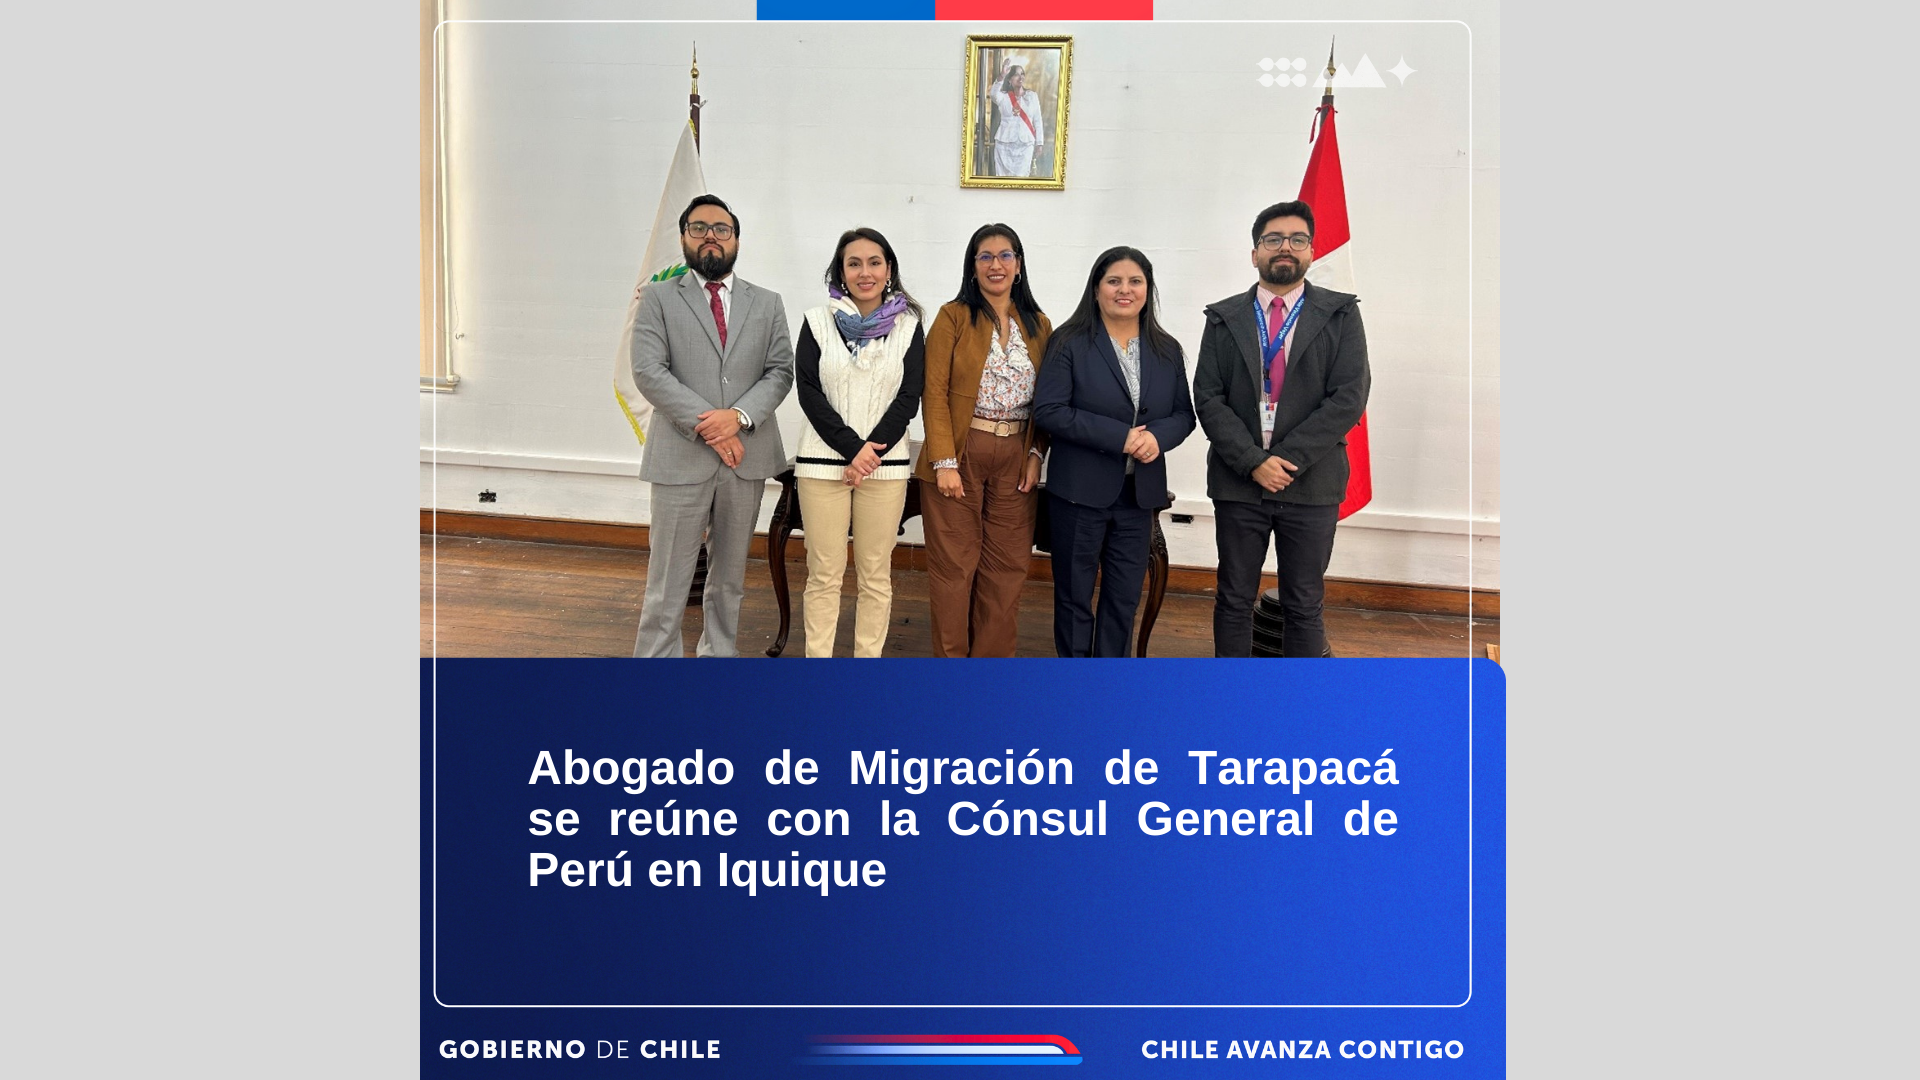 Abogado de Migración de Tarapacá
se reúne con la Cónsul General de
Perú en Iquique
GOBIERNO DE CHILE
CHILE AVANZA CONTIGO